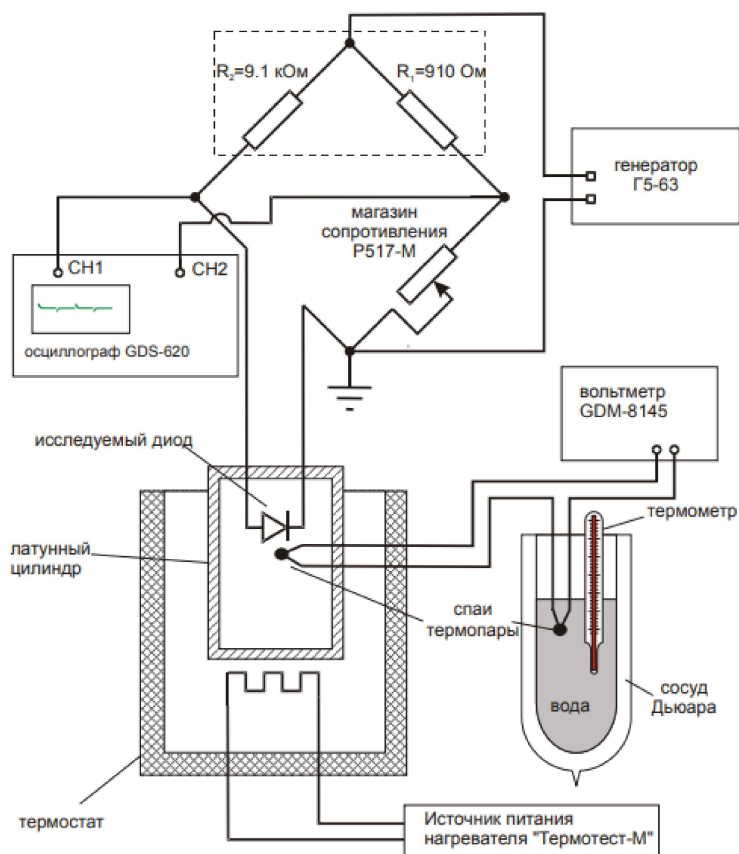 R₂=9.1 кОм
R₁=910 Ом
генератор
Г5-63
магазин
сопротивления
Р517-М
CH1
CH2
осциллограф GDS-620
вольтметр
GDM-8145
исследуемый диод
термометр
латунный
цилиндр
спаи
термопары
вода
сосуд
Дьюара
термостат
Источник питания
нагревателя "Термотест-М"